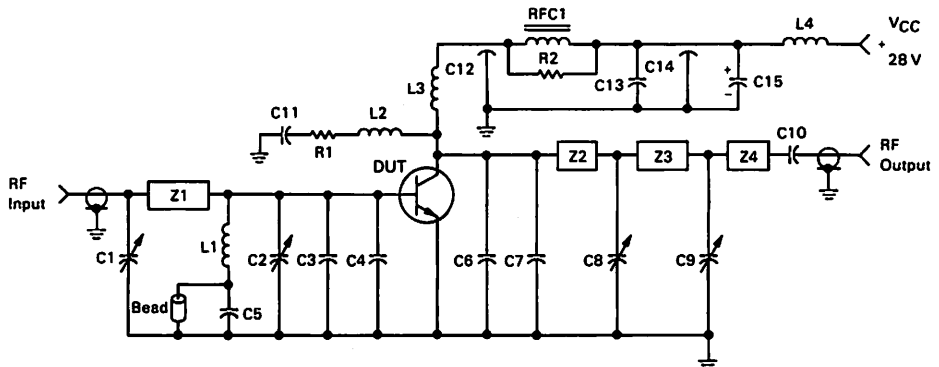 RFC1
L4
VCC
+
28 V
R2
C12
C13
C14
+
–
C15
L3
C11
L2
R1
C10
RF
Output
DUT
Z2
Z3
Z4
RF
Input
Z1
C1
L1
C2
C3
C4
C6
C7
C8
C9
Bead
C5